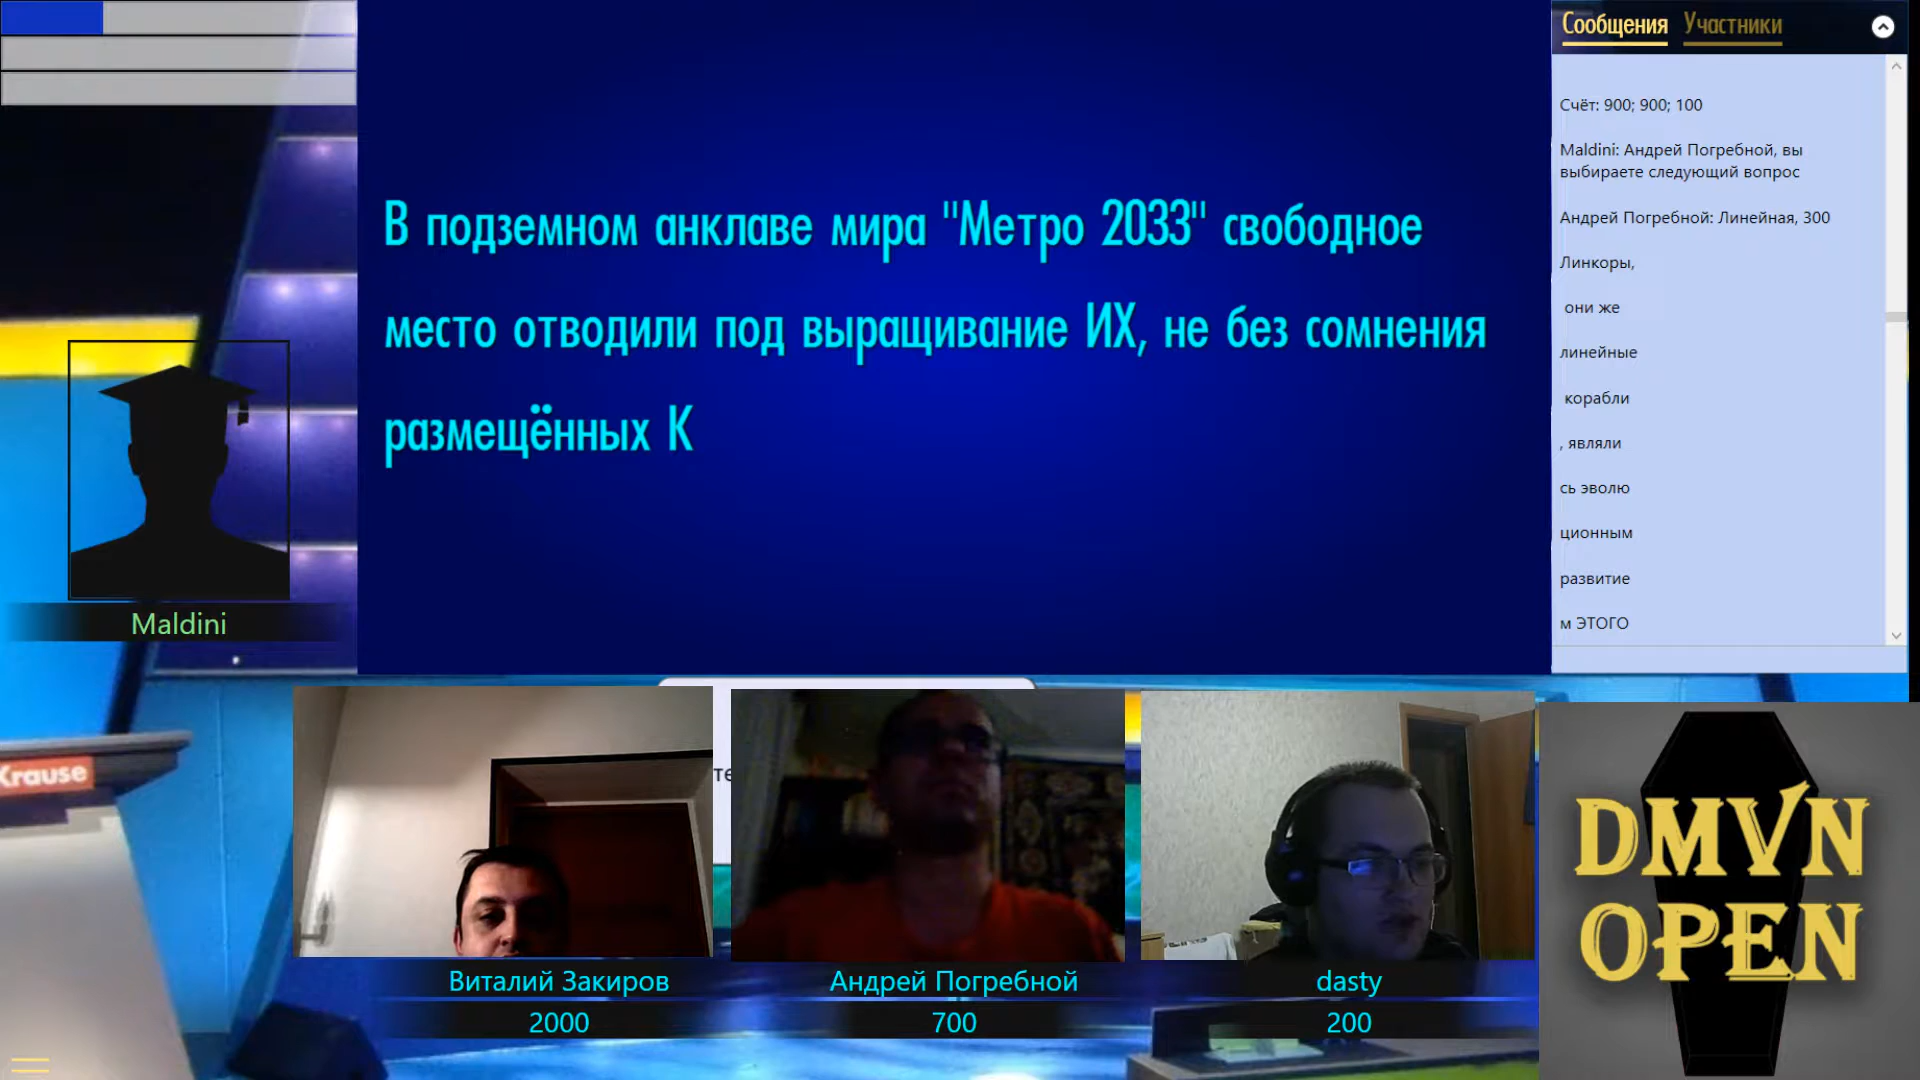 Сообщения Участники
Счёт: 900; 900; 100
Maldini: Андрей Погребной, вы
выбираете следующий вопрос
Андрей Погребной: Линейная, 300
Линкоры,
они же
линейные
корабли
, являли
сь эволю
ционным
развитие
м ЭТОГО
В подземном анклаве мира "Метро 2033" свободное
место отводили под выращивание ИХ, не без сомнения
размещённых К
Maldini
Krause
те
Виталий Закиров
2000
Андрей Погребной
700
dasty
200
DMVN
OPEN